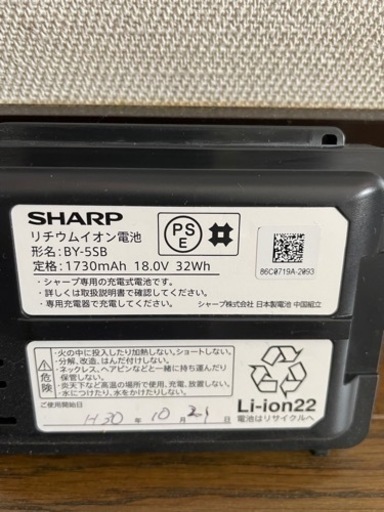 SHARP
リチウムイオン電池
形名:BY-5SB
定格:1730mAh 18.0V 32Wh
PS
E
86C0719A-2093
・シャープ専用の充電式電池です。
・詳しくは取扱説明書で確認してください。
・専用充電器で充電してください。
シャープ株式会社 日本製電池 中国組立
危険
・火の中に投入したり加熱しない。ショートしない。
・分解、改造、はんだ付けしない。
・ネックレス、ヘアピンなどと一緒に持ち運んだり
保管しない。
・炎天下など高温の場所で使用、充電、放置しない。
・水につけたり、水をかけたりしない。
ご使用開始日
H30 年 10 月 21 日
Li-ion22
電池はリサイクルへ